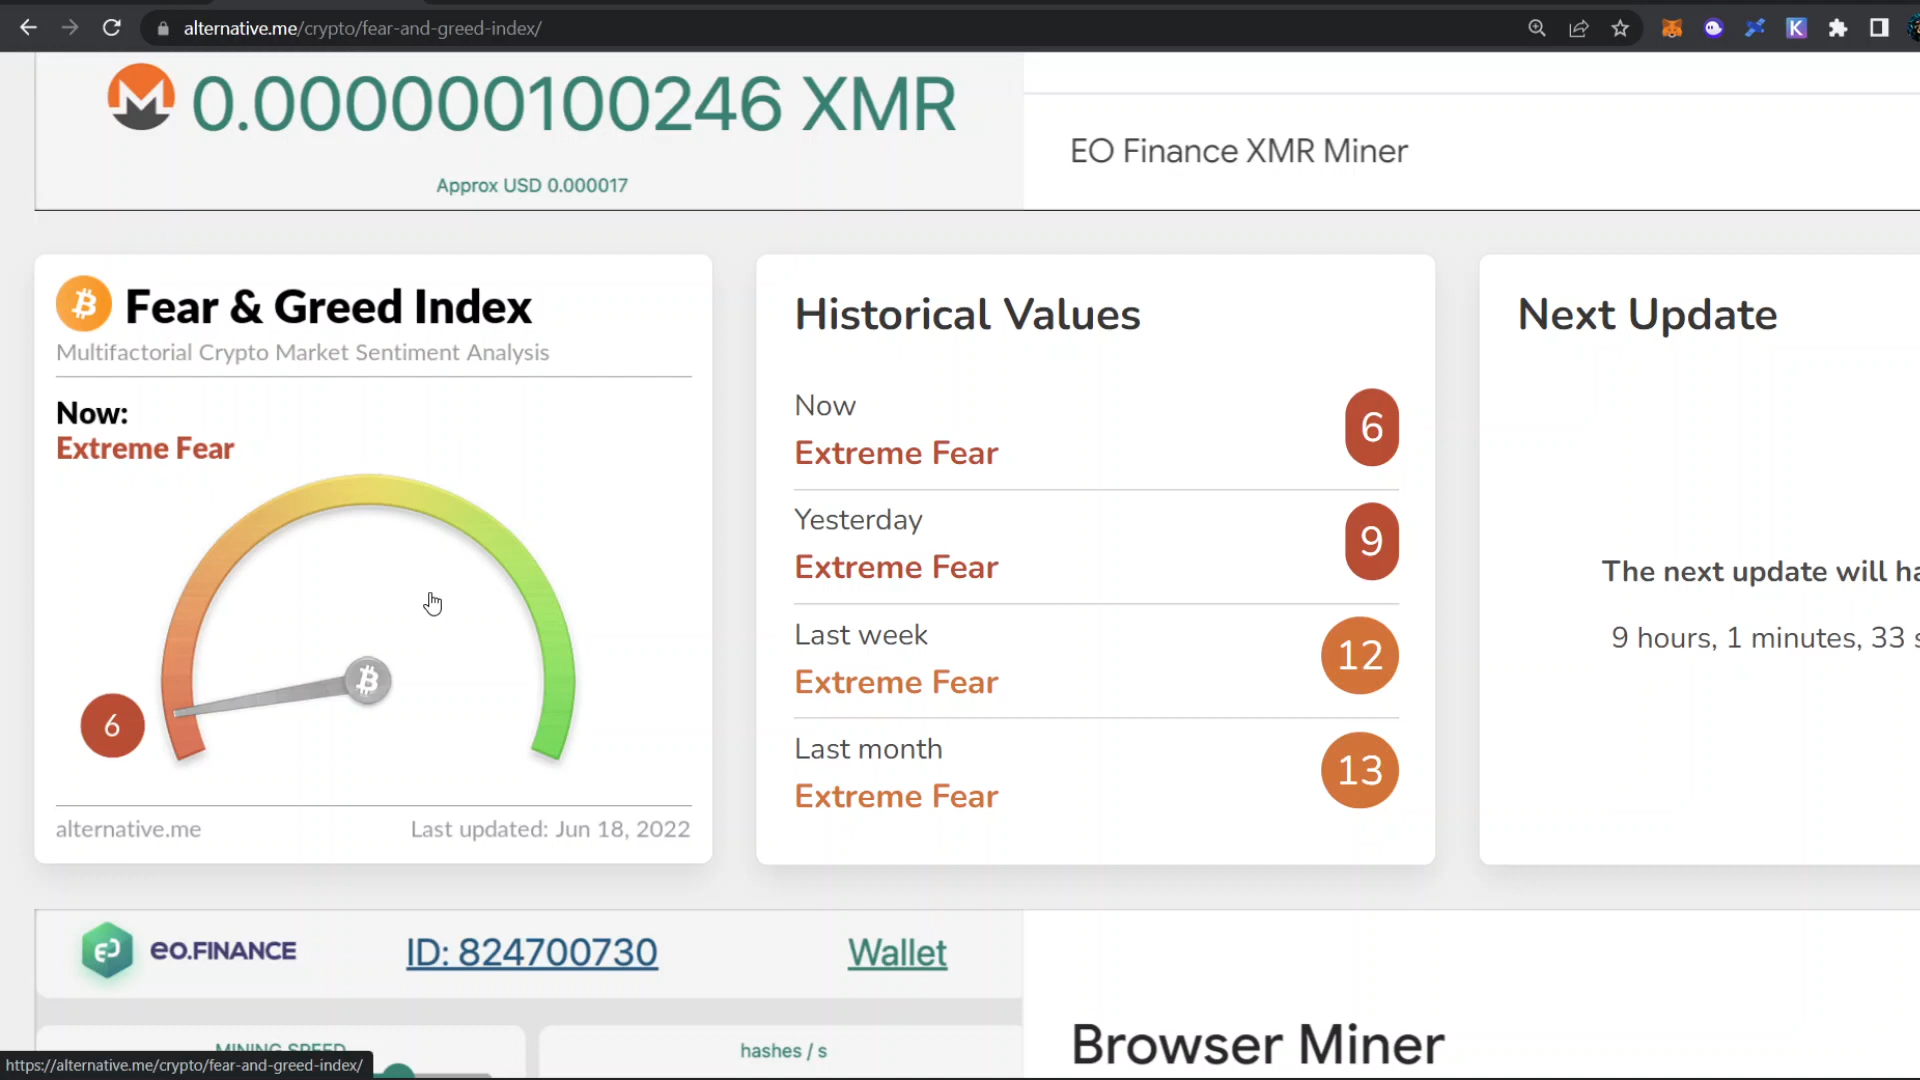 alternative.me/crypto/fear-and-greed-index/
0.000000100246 XMR
Approx USD 0.000017
EO Finance XMR Miner
Fear & Greed Index
Multifactorial Crypto Market Sentiment Analysis
Now:
Extreme Fear
6
alternative.me
Last updated: Jun 18, 2022
Historical Values
Now
Extreme Fear
6
Yesterday
Extreme Fear
9
Last week
Extreme Fear
12
Last month
Extreme Fear
13
Next Update
The next update will ha
9 hours, 1 minutes, 33 s
eo.FINANCE
ID: 824700730
Wallet
MINING SPEED
hashes / s
Browser Miner
https://alternative.me/crypto/fear-and-greed-index/